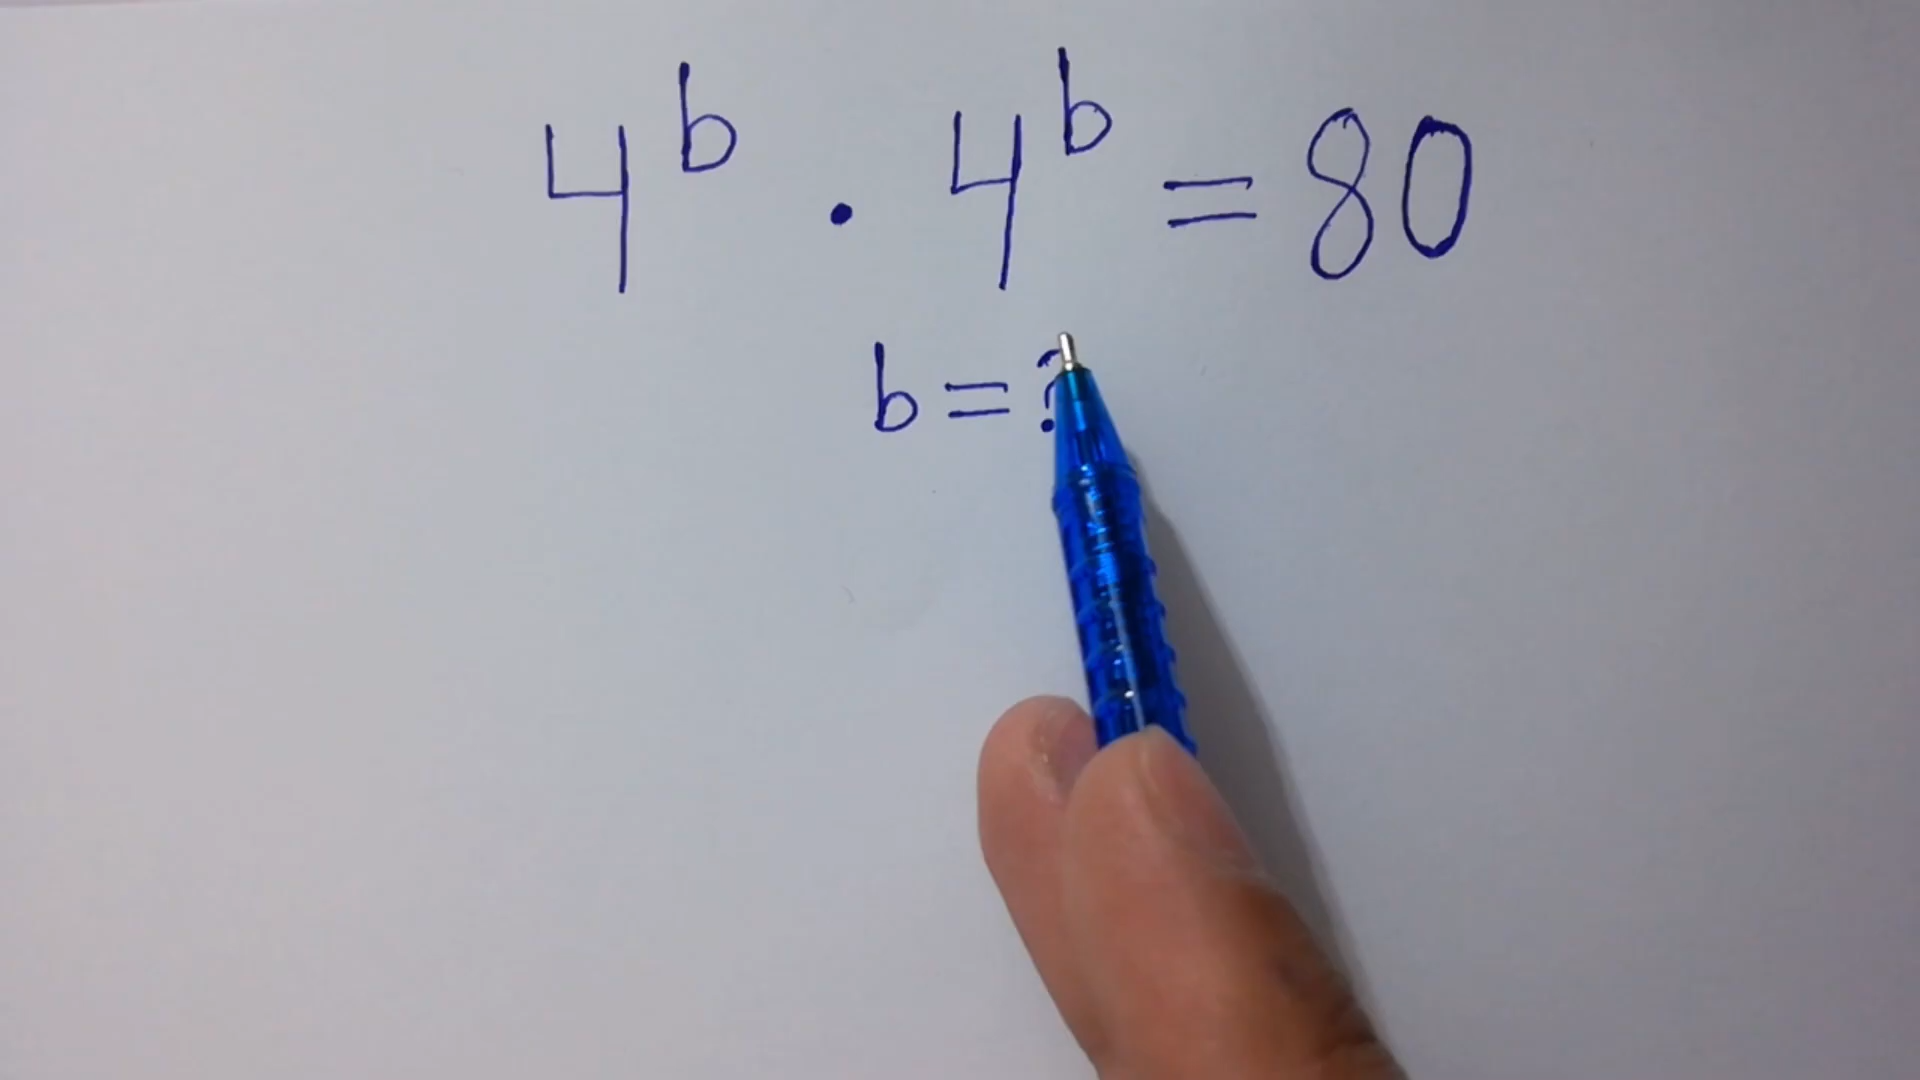 4^b · 4^b = 80
b = ?